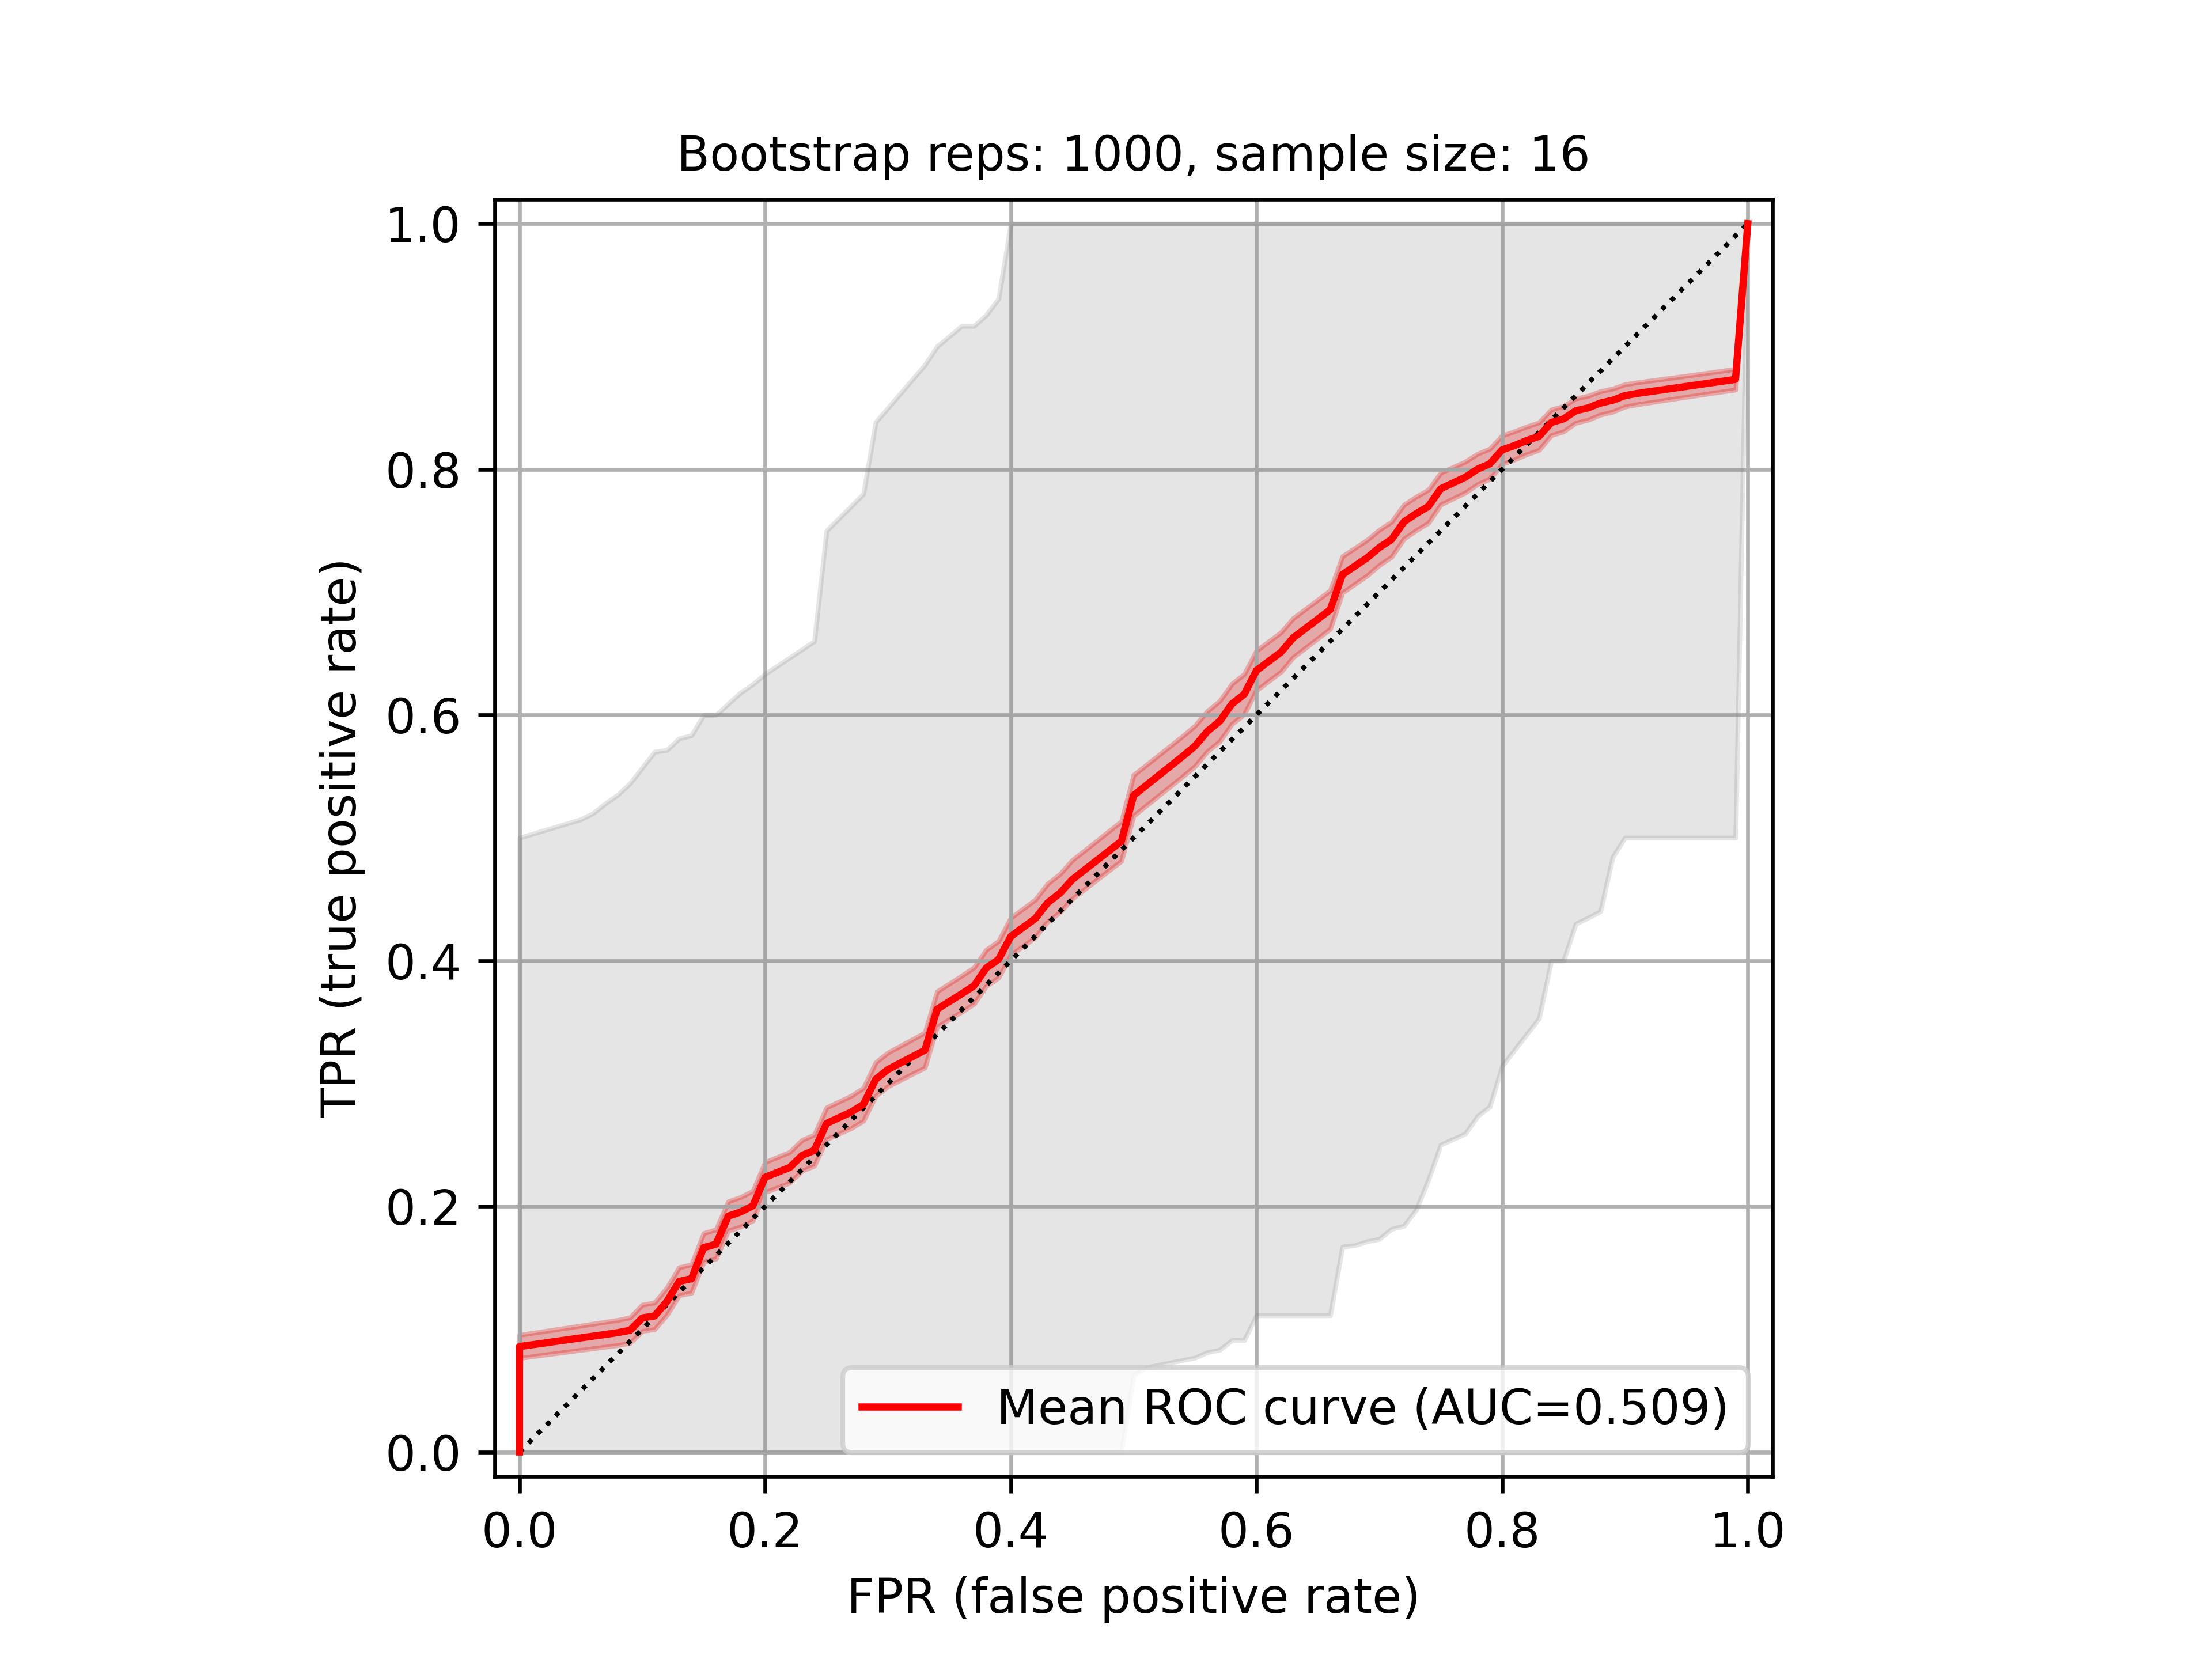 Bootstrap reps: 1000, sample size: 16
TPR (true positive rate)
1.0
0.8
0.6
0.4
0.2
0.0
Mean ROC curve (AUC=0.509)
0.0 0.2 0.4 0.6 0.8 1.0
FPR (false positive rate)